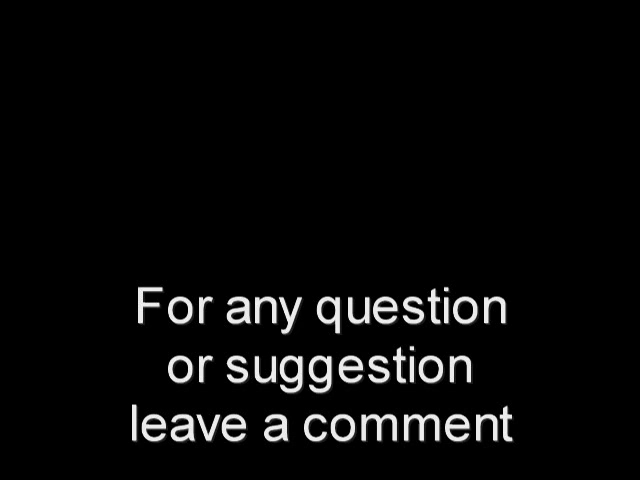 For any question
or suggestion
leave a comment